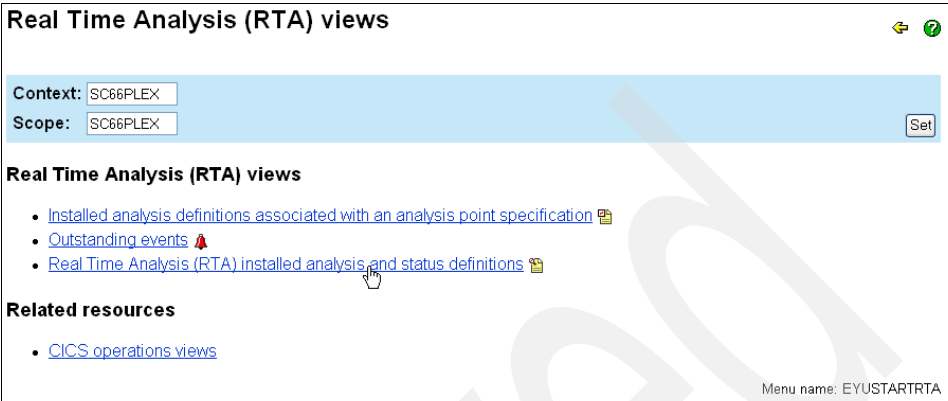 Real Time Analysis (RTA) views
Context: SC66PLEX
Scope: SC66PLEX
Set
Real Time Analysis (RTA) views
Installed analysis definitions associated with an analysis point specification
Outstanding events
Real Time Analysis (RTA) installed analysis and status definitions
Related resources
CICS operations views
Menu name: EYUSTARTRTA